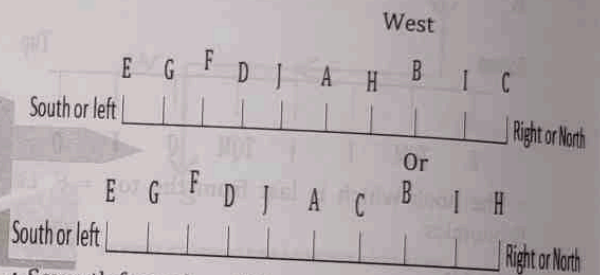 West
E G F D J A H B I C
South or left Right or North
Or
E G F D J A C B I H
South or left Right or North